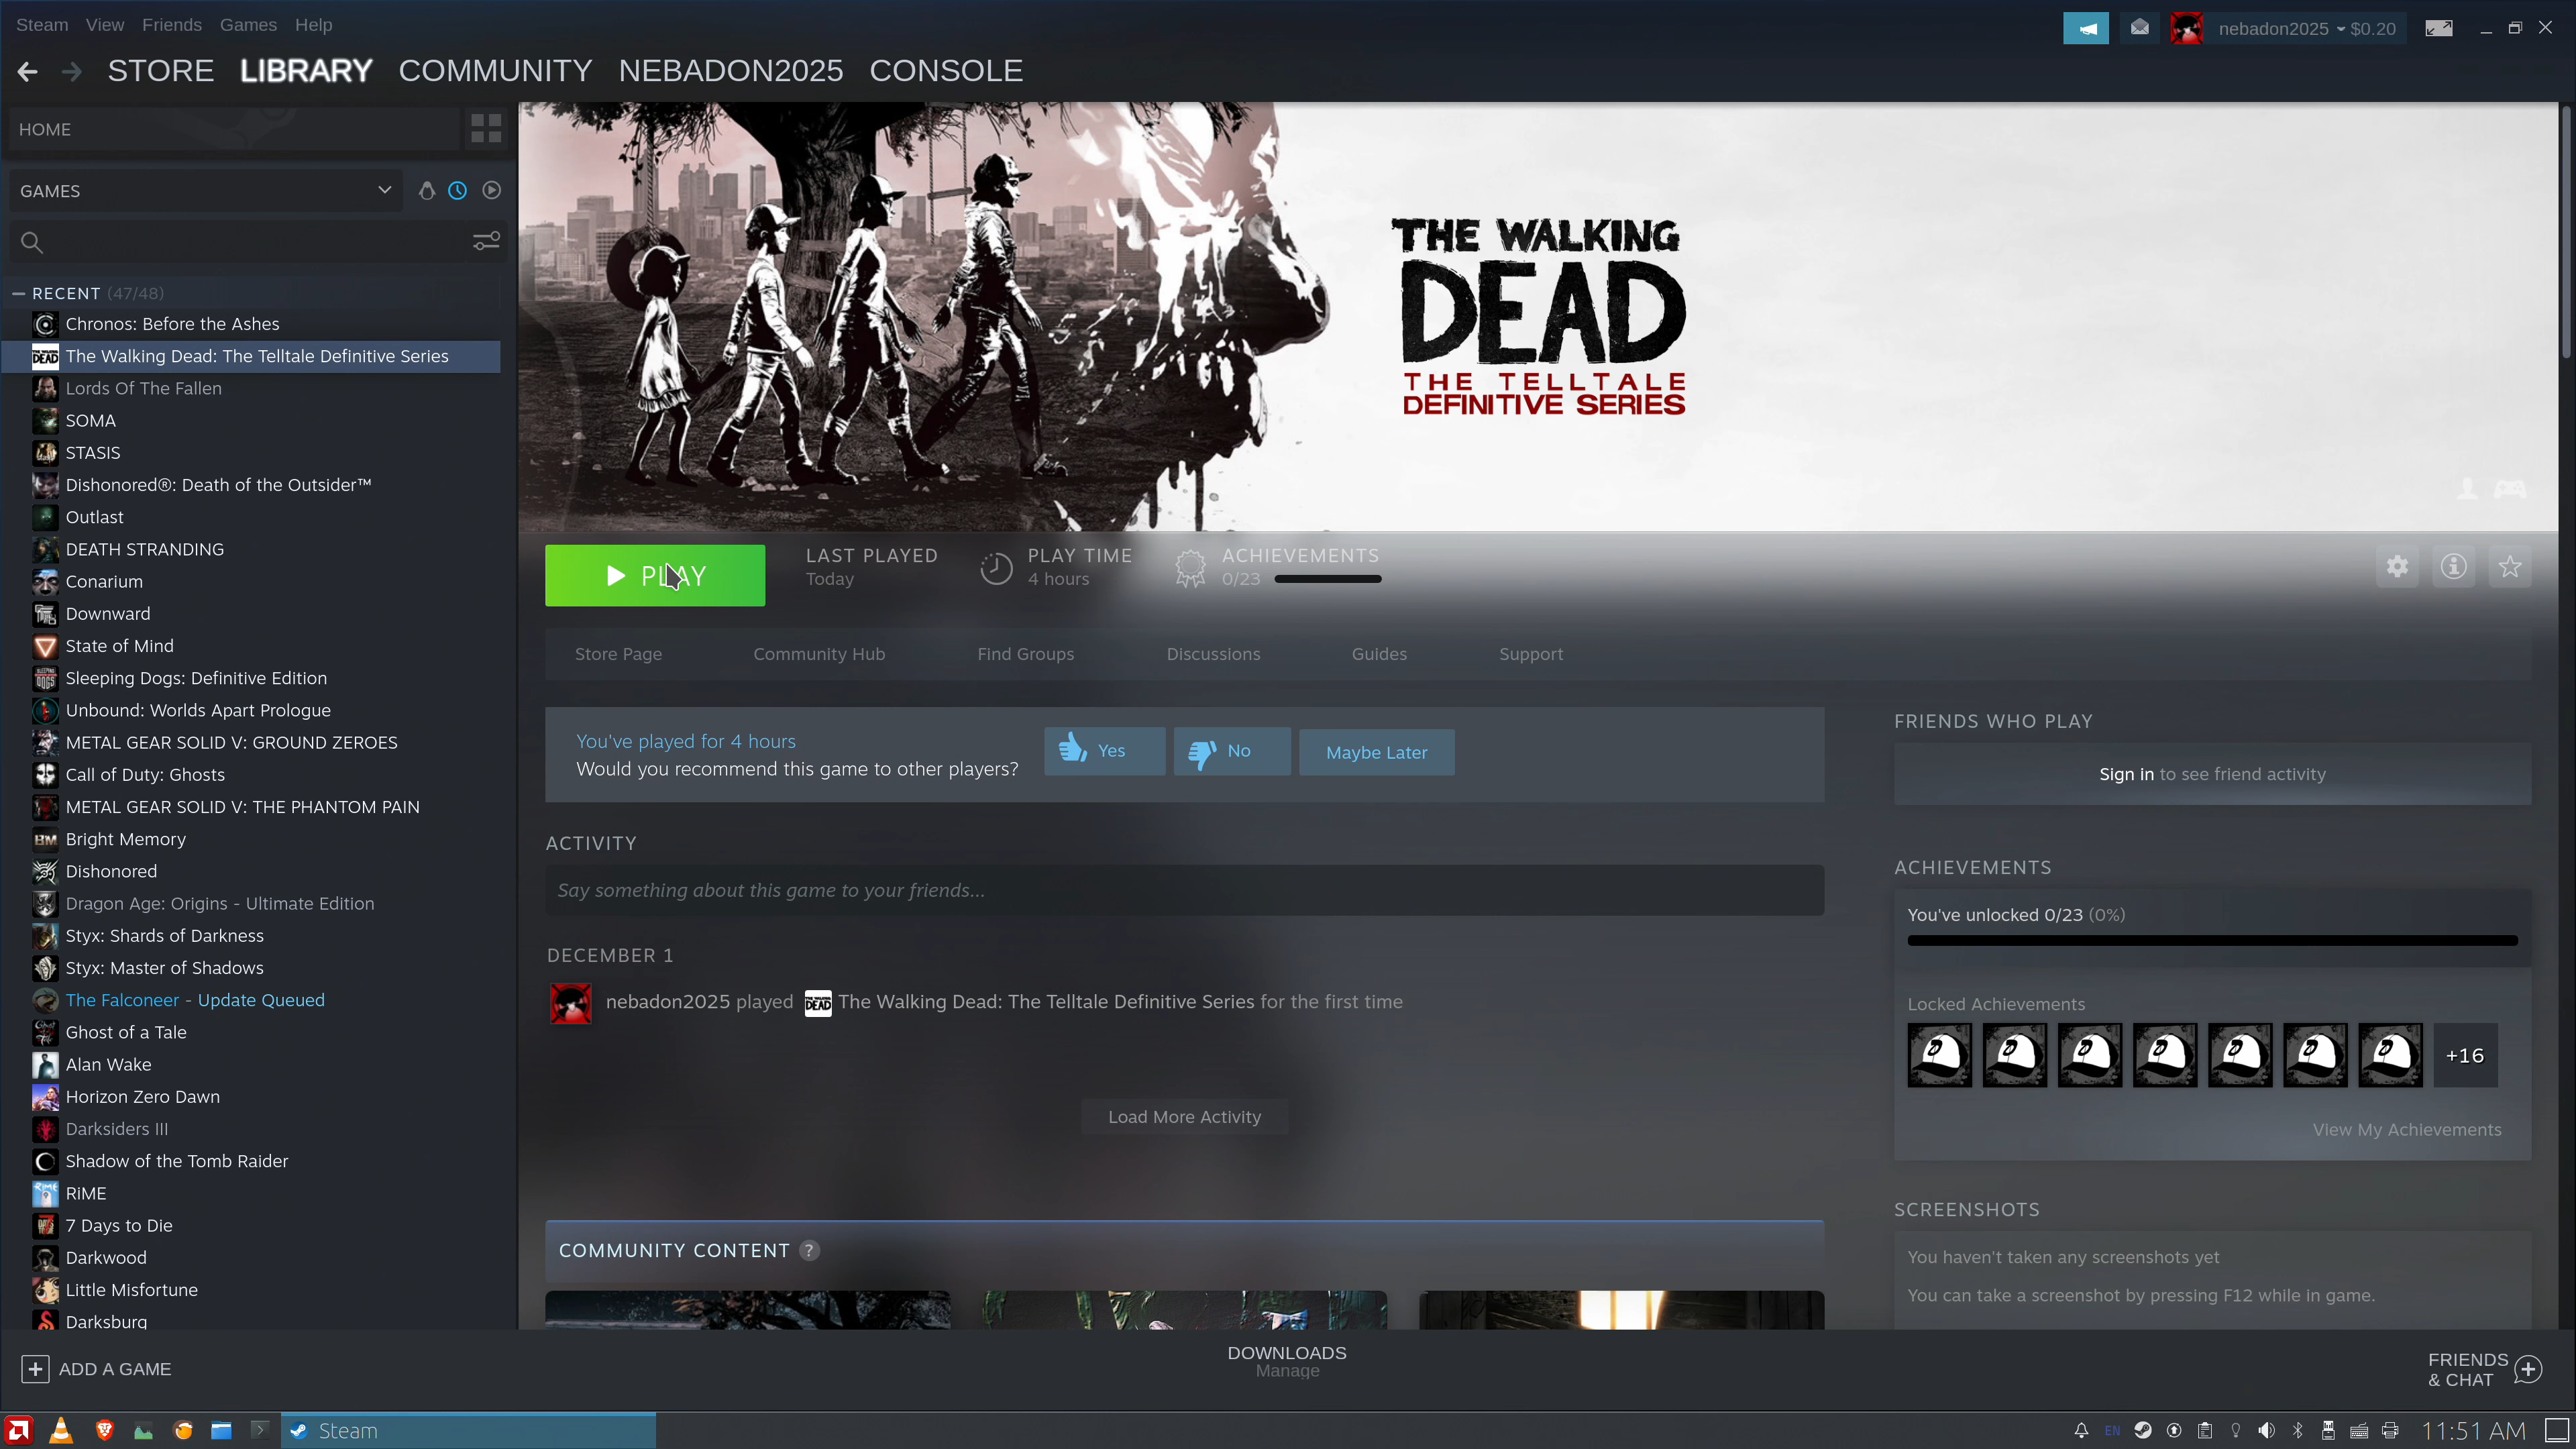 Steam View Friends Games Help
nebadon2025 $0.20
STORE LIBRARY COMMUNITY NEBADON2025 CONSOLE
HOME
GAMES
RECENT (47/48)
Chronos: Before the Ashes
The Walking Dead: The Telltale Definitive Series
Lords Of The Fallen
SOMA
STASIS
Dishonored®: Death of the Outsider™
Outlast
DEATH STRANDING
Conarium
Downward
State of Mind
Sleeping Dogs: Definitive Edition
Unbound: Worlds Apart Prologue
METAL GEAR SOLID V: GROUND ZEROES
Call of Duty: Ghosts
METAL GEAR SOLID V: THE PHANTOM PAIN
Bright Memory
Dishonored
Dragon Age: Origins - Ultimate Edition
Styx: Shards of Darkness
Styx: Master of Shadows
The Falconeer - Update Queued
Ghost of a Tale
Alan Wake
Horizon Zero Dawn
Darksiders III
Shadow of the Tomb Raider
RiME
7 Days to Die
Darkwood
Little Misfortune
Darksburg
THE WALKING
DEAD
THE TELLTALE
DEFINITIVE SERIES
PLAY
LAST PLAYED
Today
PLAY TIME
4 hours
ACHIEVEMENTS
0/23
Store Page Community Hub Find Groups Discussions Guides Support
You've played for 4 hours
Would you recommend this game to other players?
Yes No Maybe Later
ACTIVITY
Say something about this game to your friends...
DECEMBER 1
nebadon2025 played DEAD The Walking Dead: The Telltale Definitive Series for the first time
Load More Activity
COMMUNITY CONTENT ?
FRIENDS WHO PLAY
Sign in to see friend activity
ACHIEVEMENTS
You've unlocked 0/23 (0%)
Locked Achievements
+16
View My Achievements
SCREENSHOTS
You haven't taken any screenshots yet
You can take a screenshot by pressing F12 while in game.
ADD A GAME
DOWNLOADS
Manage
FRIENDS
& CHAT
Steam
EN
11:51 AM